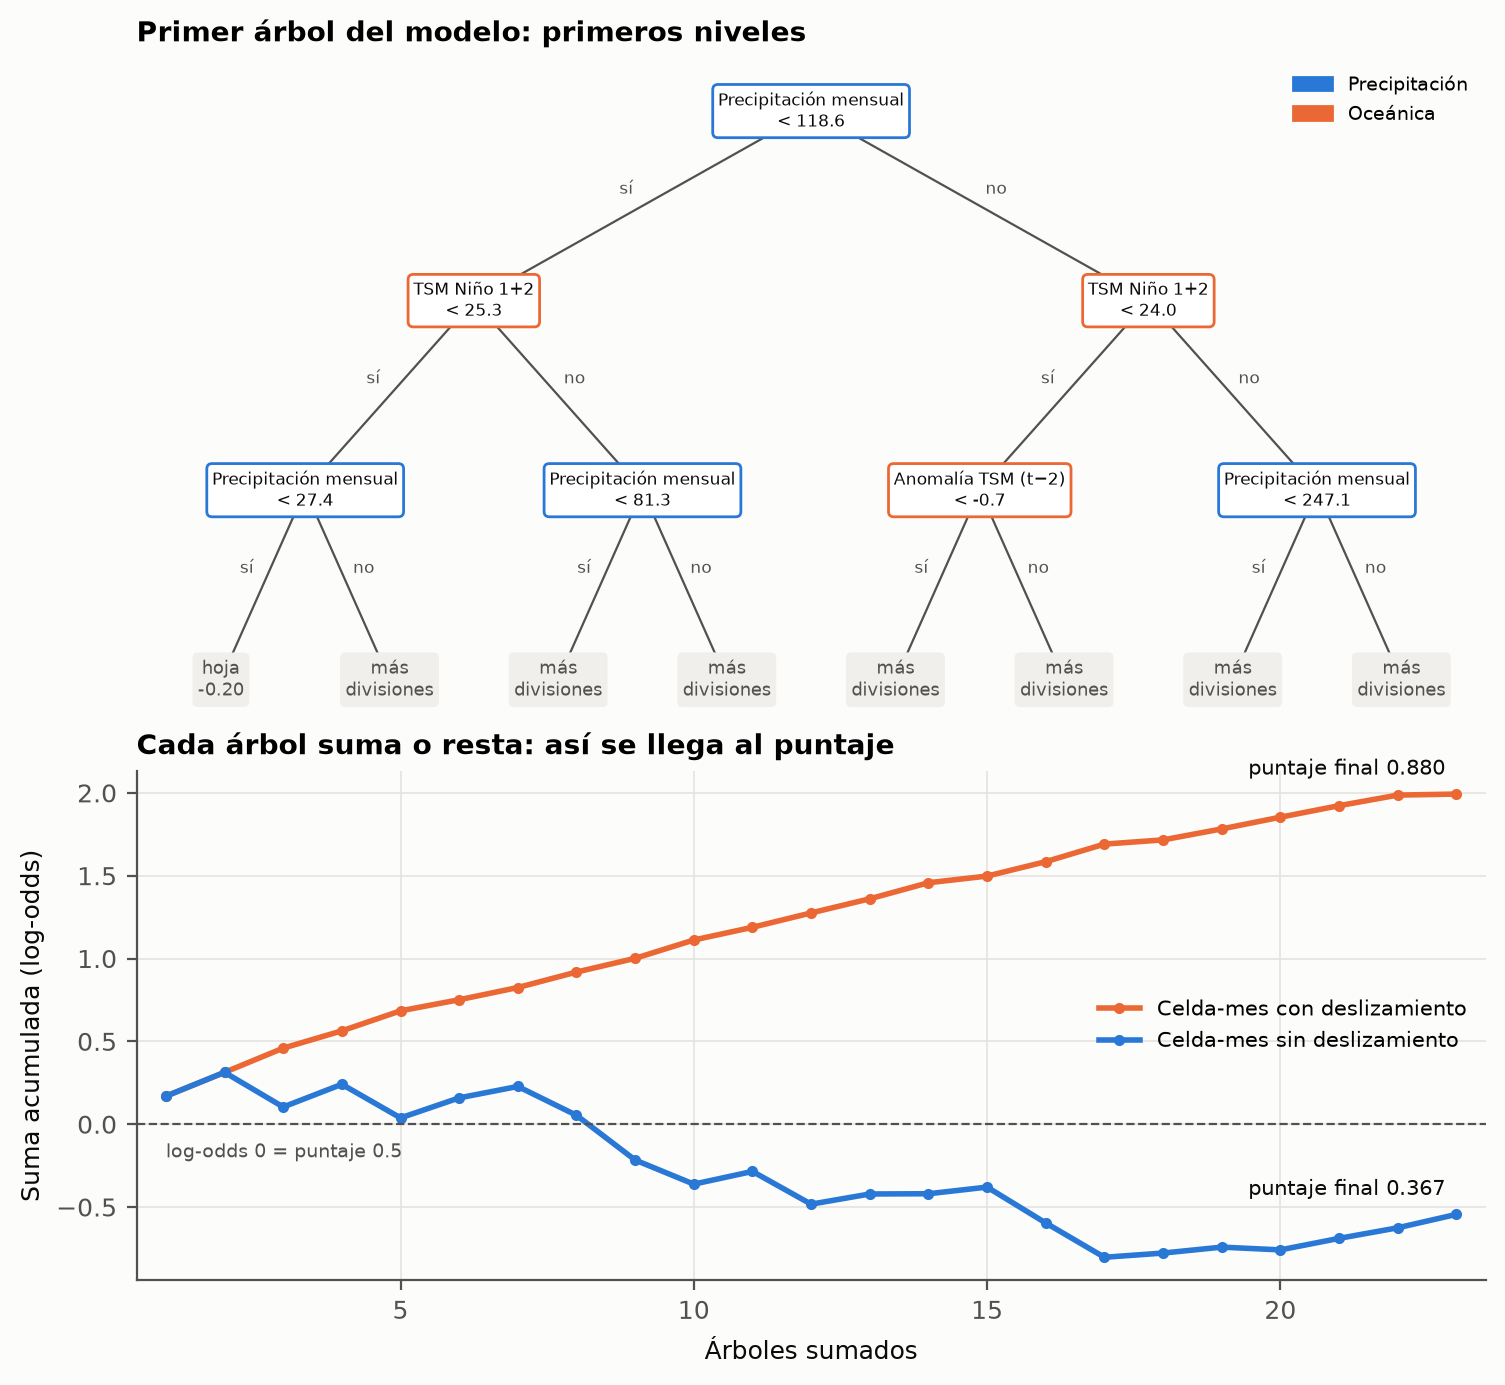 Primer árbol del modelo: primeros niveles
Precipitación
Oceánica
Precipitación mensual
< 118.6
sí
no
TSM Niño 1+2
< 25.3
TSM Niño 1+2
< 24.0
sí
no
sí
no
Precipitación mensual
< 27.4
Precipitación mensual
< 81.3
Anomalía TSM (t−2)
< -0.7
Precipitación mensual
< 247.1
sí
no
sí
no
sí
no
sí
no
hoja
-0.20
más
divisiones
más
divisiones
más
divisiones
más
divisiones
más
divisiones
más
divisiones
más
divisiones
Cada árbol suma o resta: así se llega al puntaje
puntaje final 0.880
2.0
1.5
1.0
0.5
0.0
−0.5
Suma acumulada (log-odds)
Celda-mes con deslizamiento
Celda-mes sin deslizamiento
log-odds 0 = puntaje 0.5
puntaje final 0.367
5
10
15
20
Árboles sumados